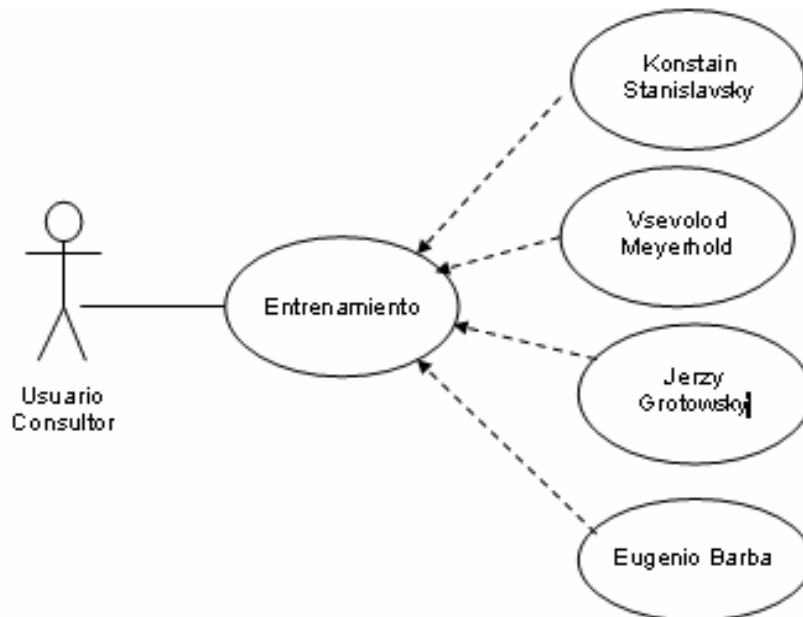 Konstain
Stanislavsky
Vsevolod
Meyerhold
Entrenamiento
Jerzy
Grotowsky
Usuario
Consultor
Eugenio Barba